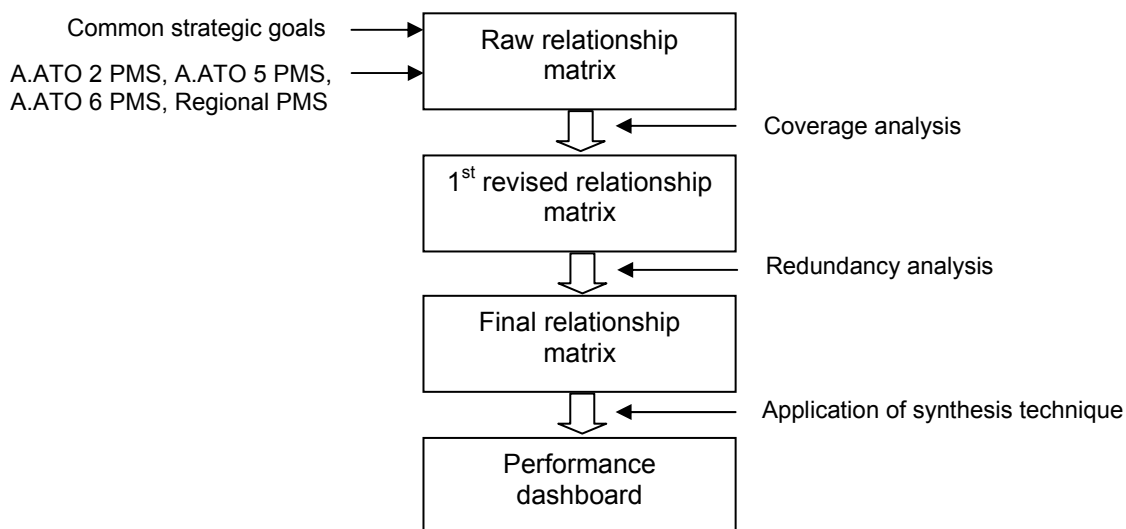 Common strategic goals
A.ATO 2 PMS, A.ATO 5 PMS,
A.ATO 6 PMS, Regional PMS
Raw relationship
matrix
Coverage analysis
1st revised relationship
matrix
Redundancy analysis
Final relationship
matrix
Application of synthesis technique
Performance
dashboard